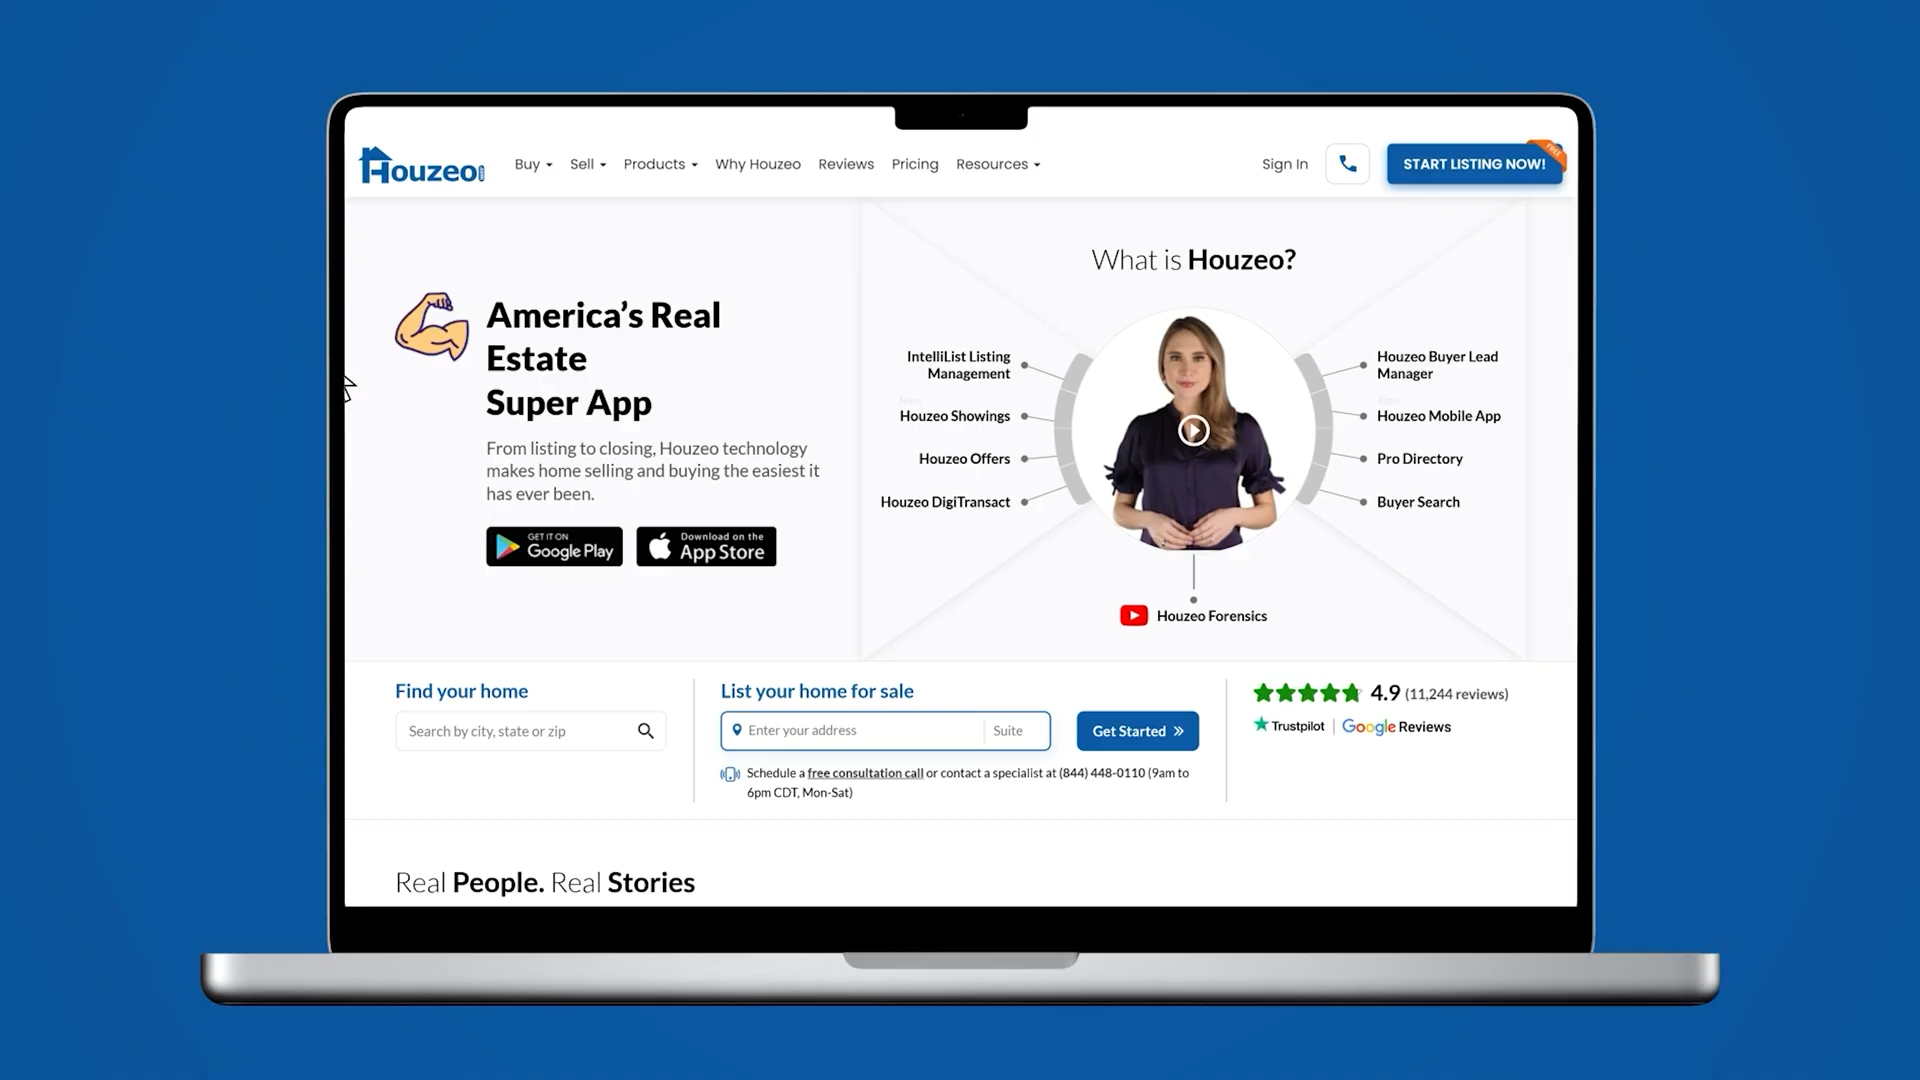 Houzeo
Buy
Sell
Products
Why Houzeo
Reviews
Pricing
Resources
Sign In
START LISTING NOW!
FREE
America's Real
Estate
Super App
From listing to closing, Houzeo technology
makes home selling and buying the easiest it
has ever been.
GET IT ON
Google Play
Download on the
App Store
What is Houzeo?
IntelliList Listing
Management
Houzeo Showings
Houzeo Offers
Houzeo DigiTransact
Houzeo Buyer Lead
Manager
Houzeo Mobile App
Pro Directory
Buyer Search
Houzeo Forensics
Find your home
Search by city, state or zip
List your home for sale
Enter your address
Suite
Get Started »
Schedule a free consultation call or contact a specialist at (844) 448-0110 (9am to
6pm CDT, Mon-Sat)
4.9 (11,244 reviews)
Trustpilot | Google Reviews
Real People. Real Stories